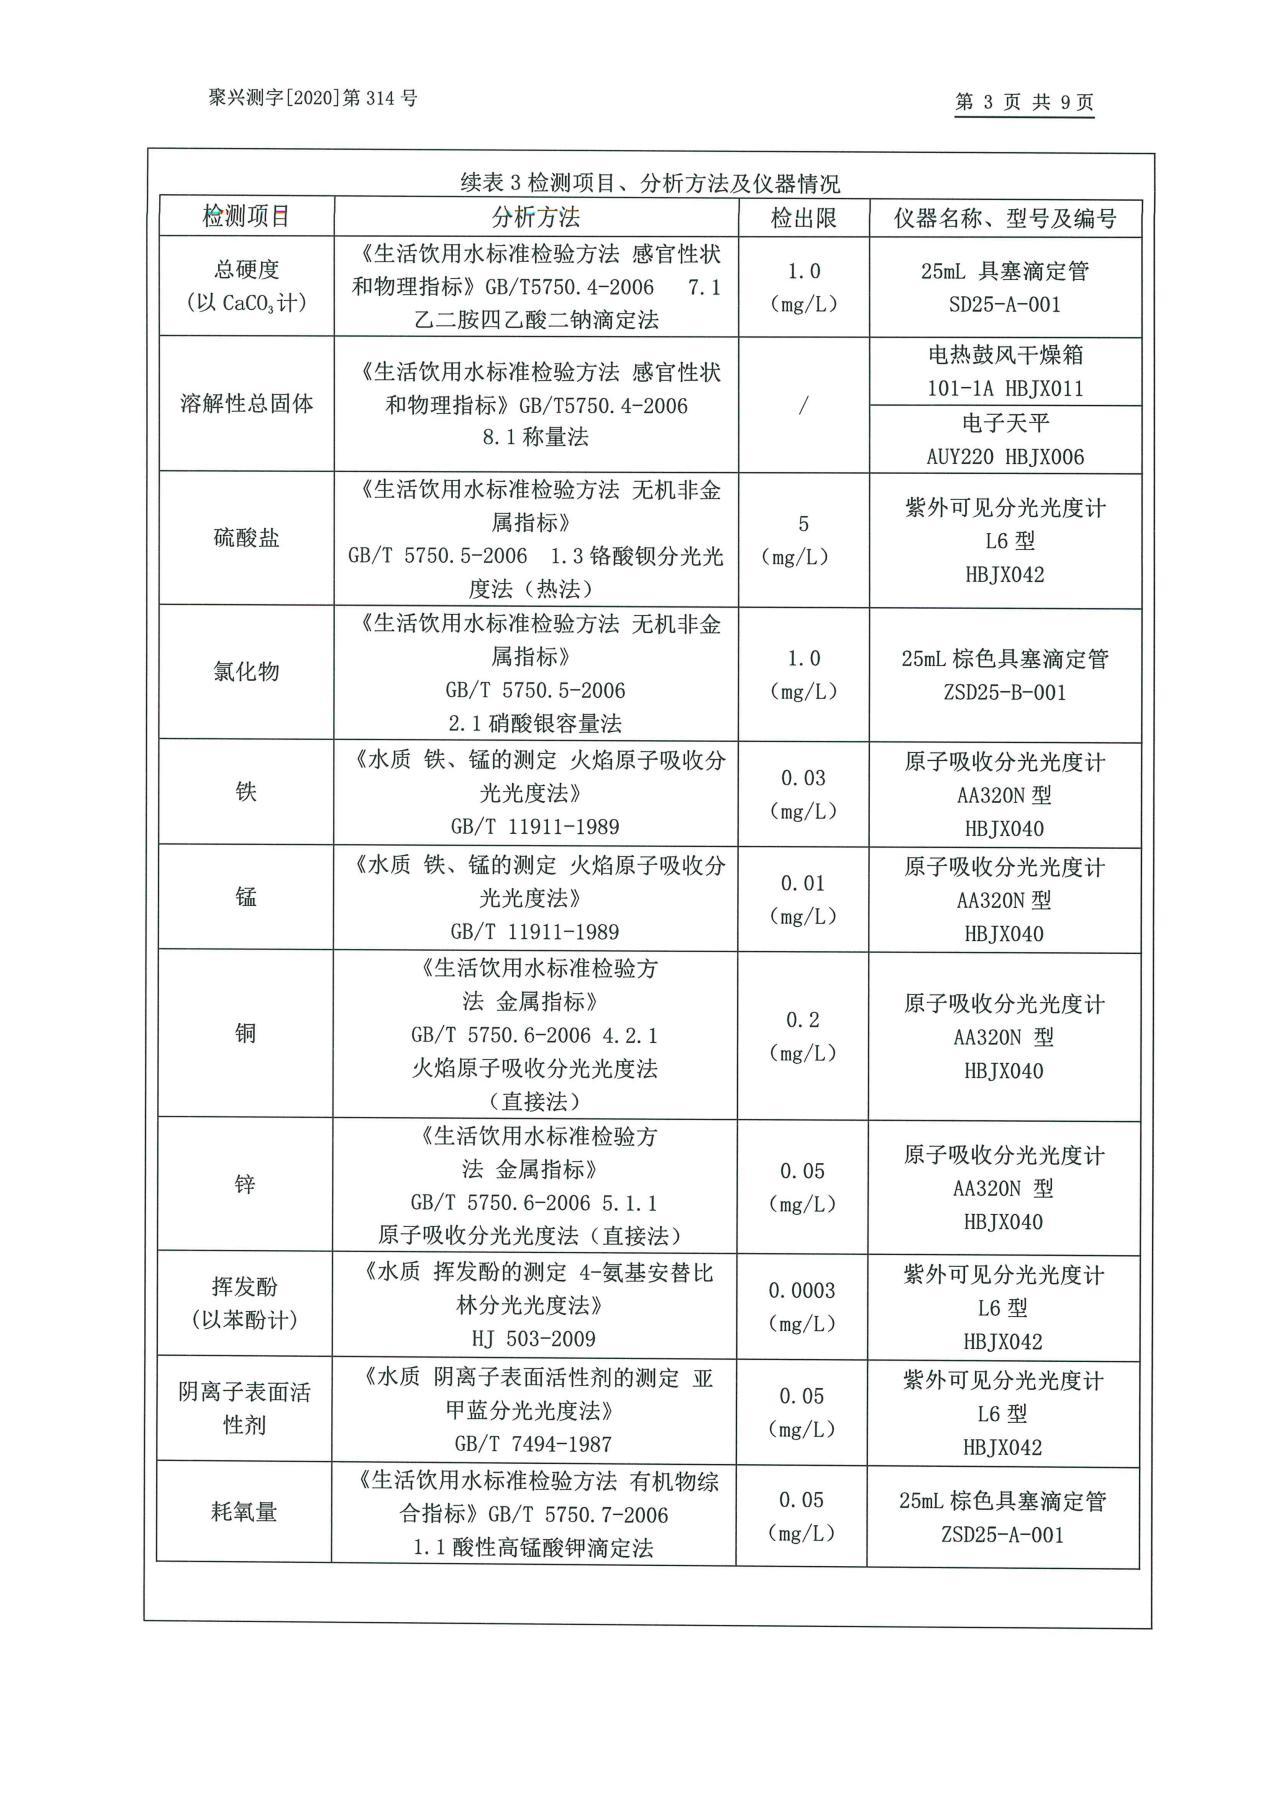 聚兴测字[2020]第 314 号
第 3 页 共 9页
续表 3 检测项目、分析方法及仪器情况
检测项目
分析方法
检出限
仪器名称、型号及编号
总硬度
（以 CaCO₃计）
《生活饮用水标准检验方法 感官性状
和物理指标》GB/T5750.4-2006 7.1
乙二胺四乙酸二钠滴定法
1.0
（mg/L）
25mL 具塞滴定管
SD25-A-001
溶解性总固体
《生活饮用水标准检验方法 感官性状
和物理指标》GB/T5750.4-2006
8.1 称量法
/
电热鼓风干燥箱
101-1A HBJX011
电子天平
AUY220 HBJX006
硫酸盐
《生活饮用水标准检验方法 无机非金
属指标》
GB/T 5750.5-2006 1.3 铬酸钡分光光
度法（热法）
5
（mg/L）
紫外可见分光光度计
L6 型
HBJX042
氯化物
《生活饮用水标准检验方法 无机非金
属指标》
GB/T 5750.5-2006
2.1 硝酸银容量法
1.0
（mg/L）
25mL 棕色具塞滴定管
ZSD25-B-001
铁
《水质 铁、锰的测定 火焰原子吸收分
光光度法》
GB/T 11911-1989
0.03
（mg/L）
原子吸收分光光度计
AA320N 型
HBJX040
锰
《水质 铁、锰的测定 火焰原子吸收分
光光度法》
GB/T 11911-1989
0.01
（mg/L）
原子吸收分光光度计
AA320N 型
HBJX040
铜
《生活饮用水标准检验方
法 金属指标》
GB/T 5750.6-2006 4.2.1
火焰原子吸收分光光度法
（直接法）
0.2
（mg/L）
原子吸收分光光度计
AA320N 型
HBJX040
锌
《生活饮用水标准检验方
法 金属指标》
GB/T 5750.6-2006 5.1.1
原子吸收分光光度法（直接法）
0.05
（mg/L）
原子吸收分光光度计
AA320N 型
HBJX040
挥发酚
（以苯酚计）
《水质 挥发酚的测定 4-氨基安替比
林分光光度法》
HJ 503-2009
0.0003
（mg/L）
紫外可见分光光度计
L6 型
HBJX042
阴离子表面活
性剂
《水质 阴离子表面活性剂的测定 亚
甲蓝分光光度法》
GB/T 7494-1987
0.05
（mg/L）
紫外可见分光光度计
L6 型
HBJX042
耗氧量
《生活饮用水标准检验方法 有机物综
合指标》GB/T 5750.7-2006
1.1 酸性高锰酸钾滴定法
0.05
（mg/L）
25mL 棕色具塞滴定管
ZSD25-A-001